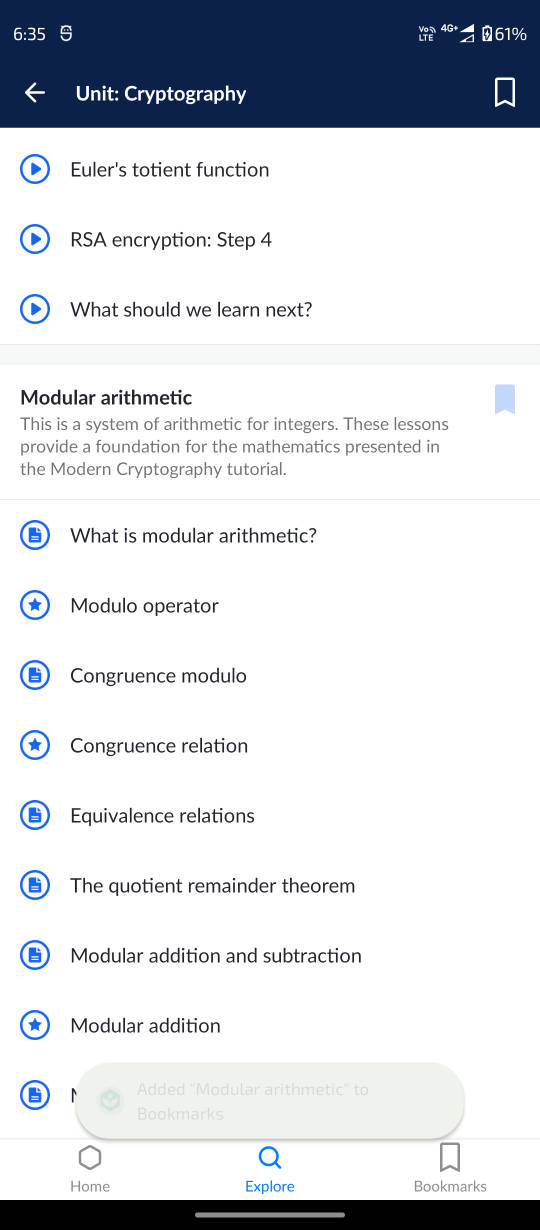 6:35
Vo
LTE
4G+
61%
Unit: Cryptography
Euler's totient function
RSA encryption: Step 4
What should we learn next?
Modular arithmetic
This is a system of arithmetic for integers. These lessons
provide a foundation for the mathematics presented in
the Modern Cryptography tutorial.
What is modular arithmetic?
Modulo operator
Congruence modulo
Congruence relation
Equivalence relations
The quotient remainder theorem
Modular addition and subtraction
Modular addition
Added "Modular arithmetic" to
Bookmarks
Home
Explore
Bookmarks